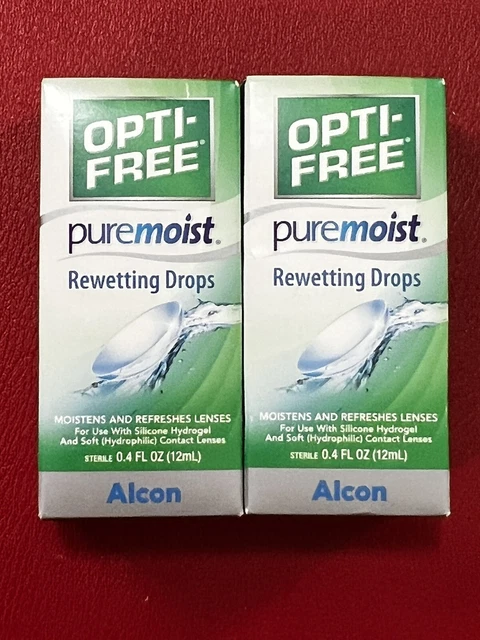 OPTI-
FREE®
puremoist®
Rewetting Drops
MOISTENS AND REFRESHES LENSES
For Use With Silicone Hydrogel
And Soft (Hydrophilic) Contact Lenses
STERILE 0.4 FL OZ (12mL)
Alcon
OPTI-
FREE®
puremoist®
Rewetting Drops
MOISTENS AND REFRESHES LENSES
For Use With Silicone Hydrogel
And Soft (Hydrophilic) Contact Lenses
STERILE 0.4 FL OZ (12mL)
Alcon